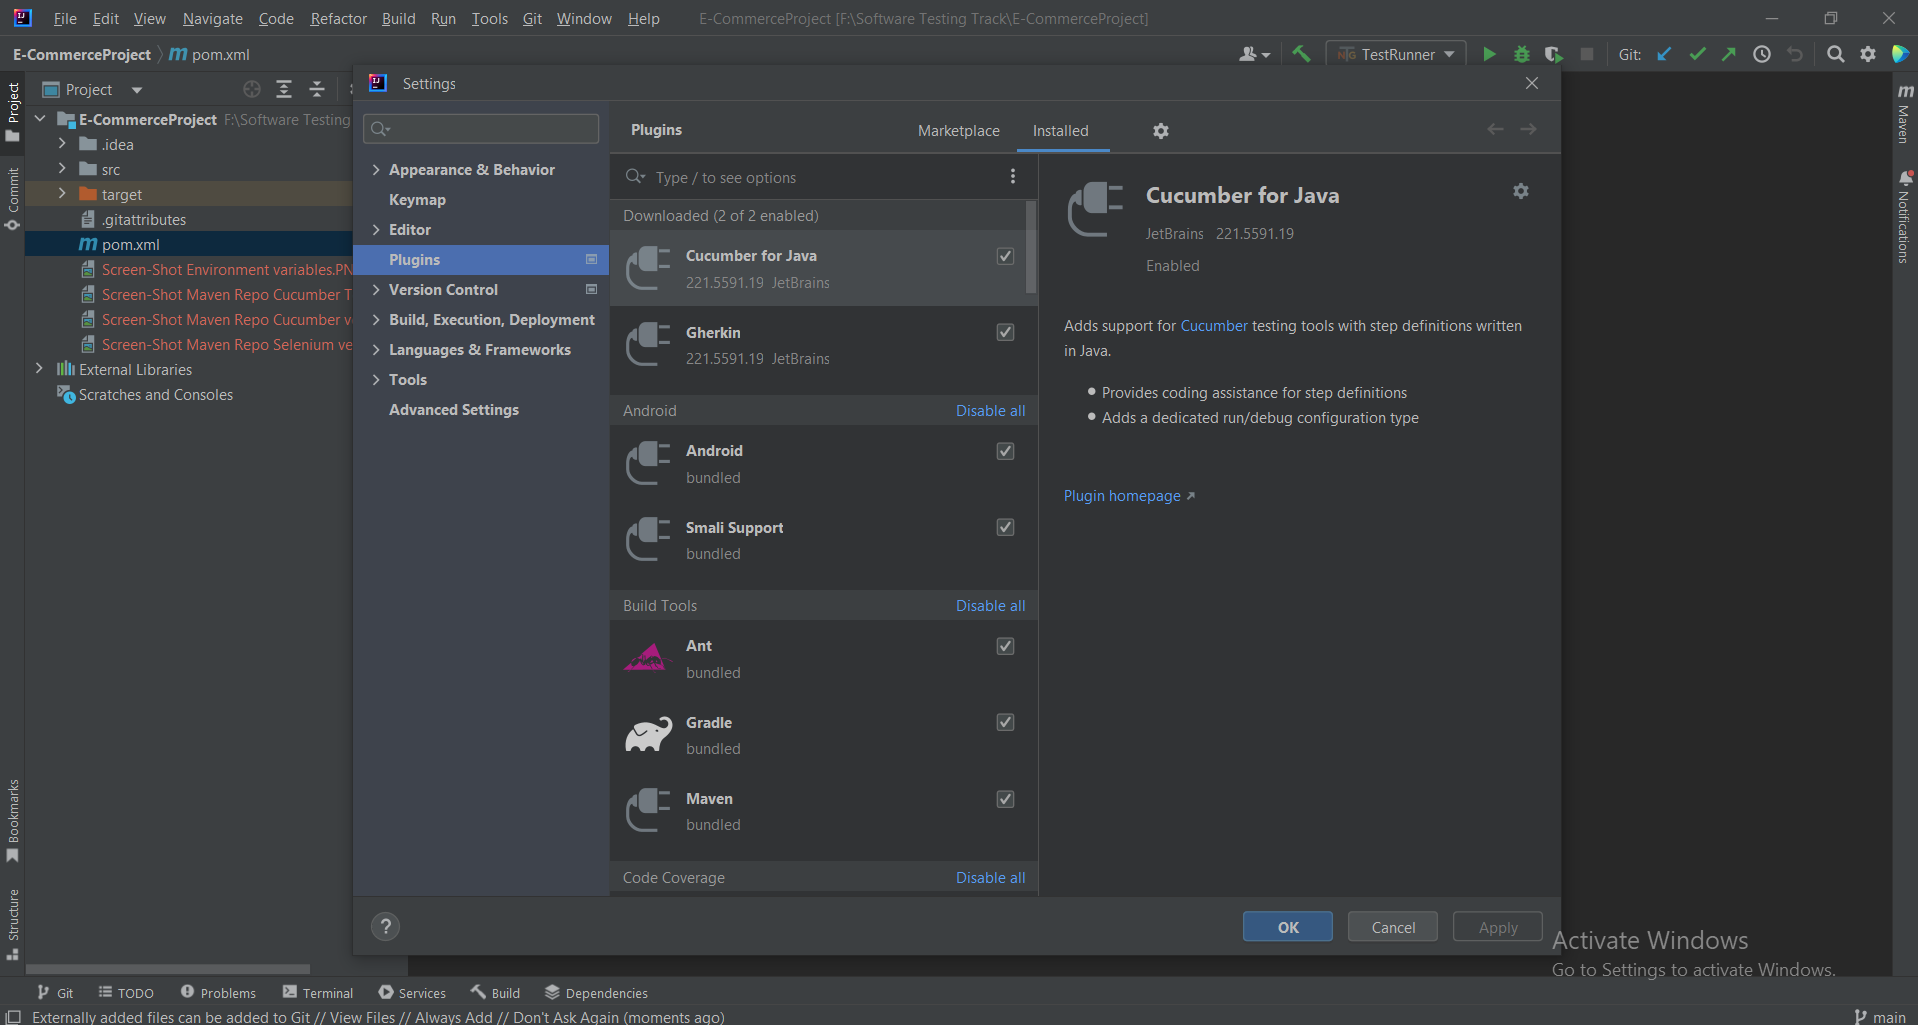 File Edit View Navigate Code Refactor Build Run Tools Git Window Help E-CommerceProject [F:\Software Testing Track\E-CommerceProject]
E-CommerceProject pom.xml TestRunner Git:
Project
Commit
Bookmarks
Structure
Project
E-CommerceProject F:\Software Testing
.idea
src
target
.gitattributes
pom.xml
Screen-Shot Environment variables.PN
Screen-Shot Maven Repo Cucumber T
Screen-Shot Maven Repo Cucumber v
Screen-Shot Maven Repo Selenium ve
External Libraries
Scratches and Consoles
Settings
Appearance & Behavior
Keymap
Editor
Plugins
Version Control
Build, Execution, Deployment
Languages & Frameworks
Tools
Advanced Settings
Plugins Marketplace Installed
Type / to see options
Downloaded (2 of 2 enabled)
Cucumber for Java
221.5591.19 JetBrains
Gherkin
221.5591.19 JetBrains
Android Disable all
Android
bundled
Smali Support
bundled
Build Tools Disable all
Ant
bundled
Gradle
bundled
Maven
bundled
Code Coverage Disable all
Cucumber for Java
JetBrains 221.5591.19
Enabled
Adds support for Cucumber testing tools with step definitions written
in Java.
Provides coding assistance for step definitions
Adds a dedicated run/debug configuration type
Plugin homepage
? OK Cancel Apply
Maven
Notifications
Activate Windows
Go to Settings to activate Windows.
Git TODO Problems Terminal Services Build Dependencies
Externally added files can be added to Git // View Files // Always Add // Don't Ask Again (moments ago) main